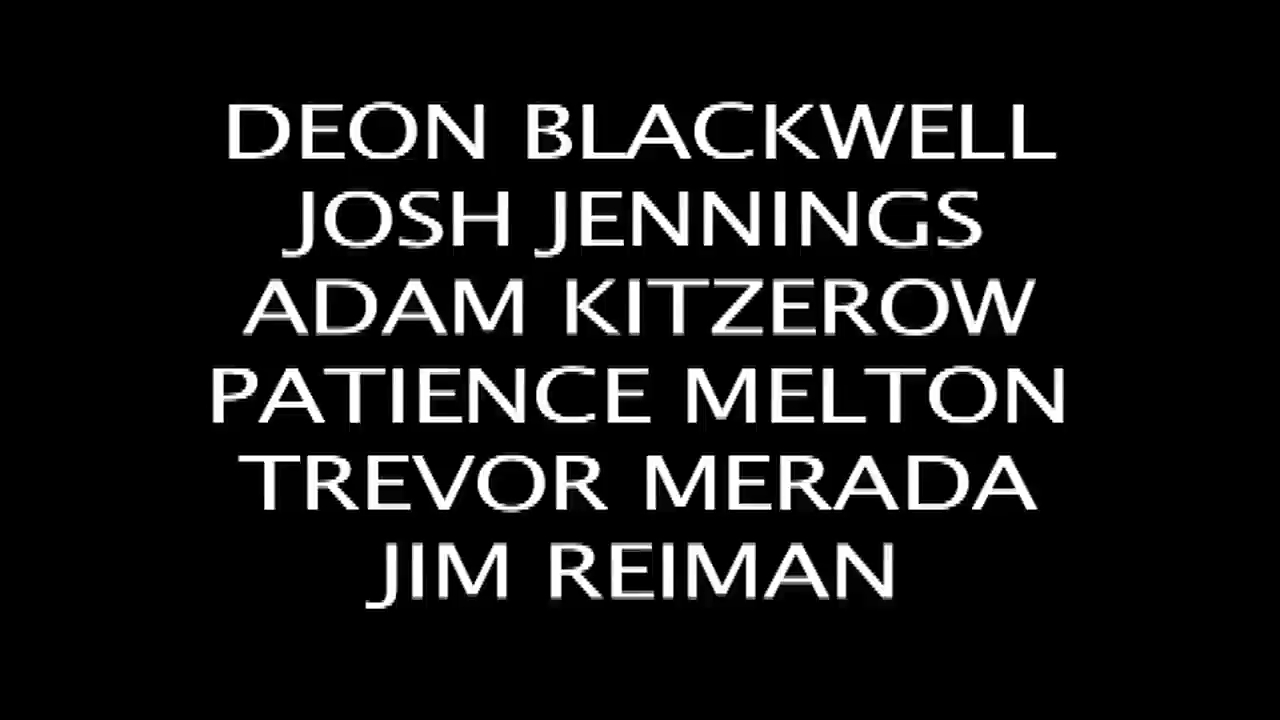 DEON BLACKWELL
JOSH JENNINGS
ADAM KITZEROW
PATIENCE MELTON
TREVOR MERADA
JIM REIMAN